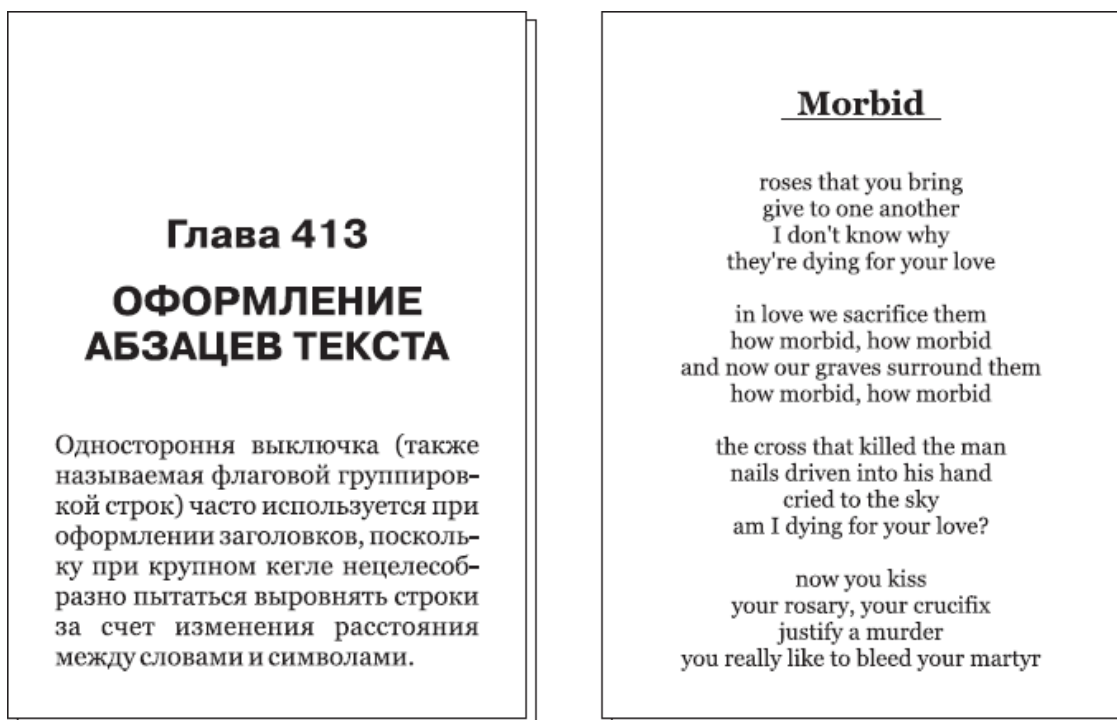 Глава 413
ОФОРМЛЕНИЕ
АБЗАЦЕВ ТЕКСТА
Одностороння выключка (также
называемая флаговой группиров-
кой строк) часто используется при
оформлении заголовков, посколь-
ку при крупном кегле нецелесоб-
разно пытаться выровнять строки
за счет изменения расстояния
между словами и символами.
Morbid
roses that you bring
give to one another
I don't know why
they're dying for your love
in love we sacrifice them
how morbid, how morbid
and now our graves surround them
how morbid, how morbid
the cross that killed the man
nails driven into his hand
cried to the sky
am I dying for your love?
now you kiss
your rosary, your crucifix
justify a murder
you really like to bleed your martyr